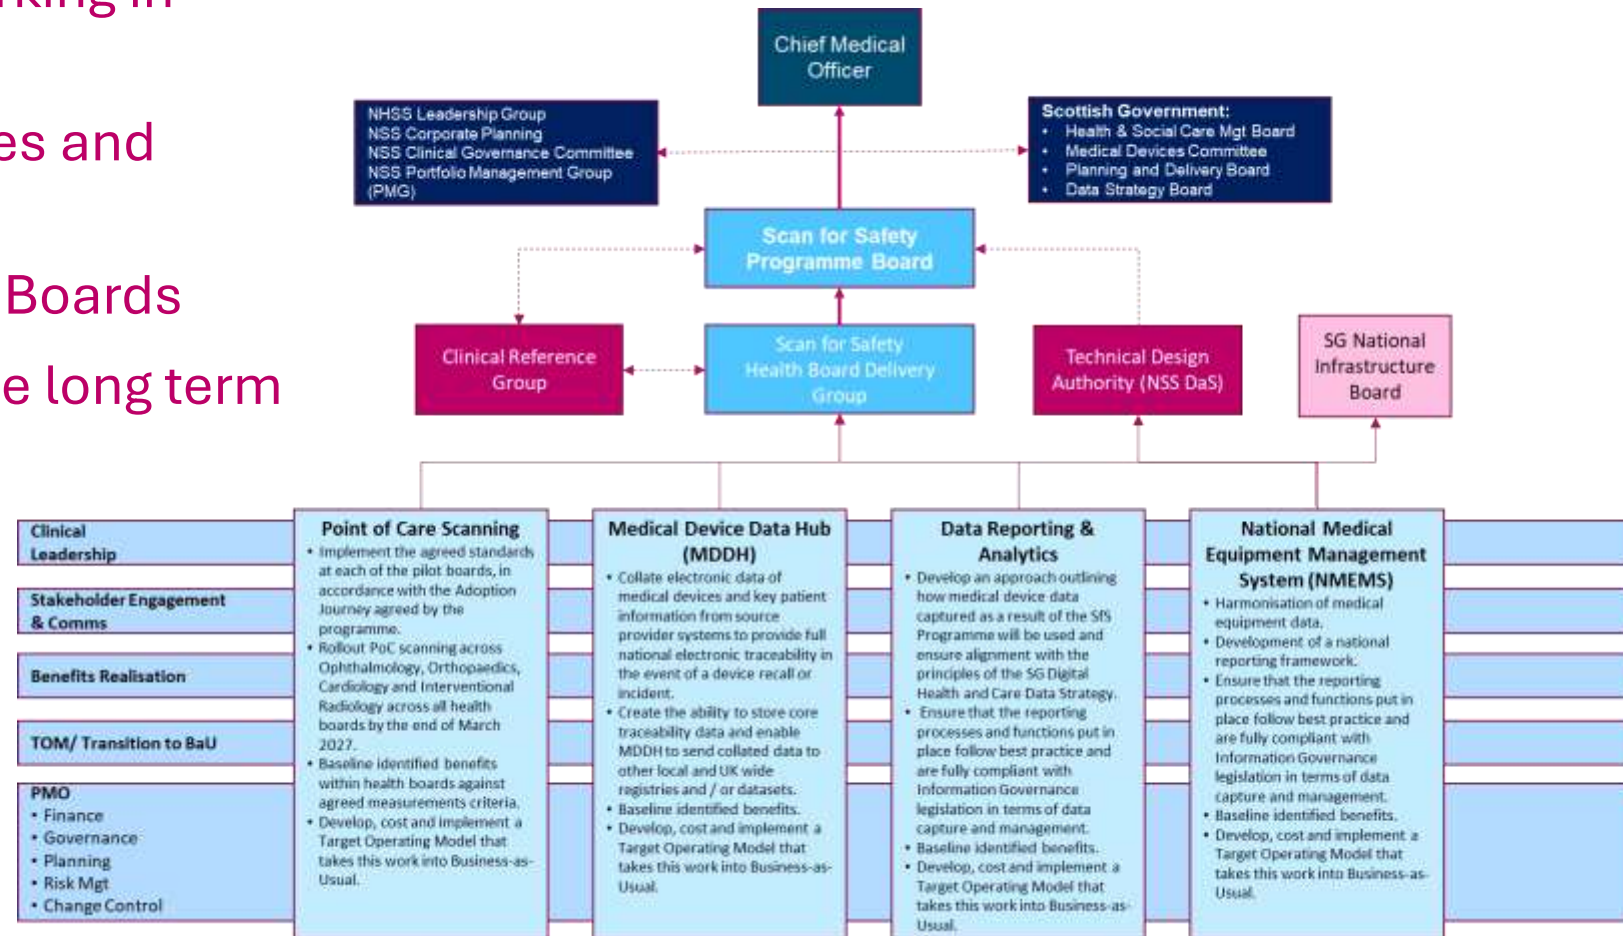 rking in
es and
Boards
e long term
Chief Medical
Officer
NHSS Leadership Group
NSS Corporate Planning
NSS Clinical Governance Committee
NSS Portfolio Management Group
(PMG)
Scottish Government:
• Health & Social Care Mgt Board
• Medical Devices Committee
• Planning and Delivery Board
• Data Strategy Board
Scan for Safety
Programme Board
Clinical Reference
Group
Scan for Safety
Health Board Delivery
Group
Technical Design
Authority (NSS DaS)
SG National
Infrastructure
Board
Clinical
Leadership
Stakeholder Engagement
& Comms
Benefits Realisation
TOM/ Transition to BaU
PMO
• Finance
• Governance
• Planning
• Risk Mgt
• Change Control
Point of Care Scanning
• Implement the agreed standards
at each of the pilot boards, in
accordance with the Adoption
Journey agreed by the
programme.
• Rollout PoC scanning across
Ophthalmology, Orthopaedics,
Cardiology and Interventional
Radiology across all health
boards by the end of March
2027.
• Baseline identified benefits
within health boards against
agreed measurements criteria.
• Develop, cost and implement a
Target Operating Model that
takes this work into Business-as-
Usual.
Medical Device Data Hub
(MDDH)
• Collate electronic data of
medical devices and key patient
information from source
provider systems to provide full
national electronic traceability in
the event of a device recall or
incident.
• Create the ability to store core
traceability data and enable
MDDH to send collated data to
other local and UK wide
registries and / or datasets.
• Baseline identified benefits.
• Develop, cost and implement a
Target Operating Model that
takes this work into Business-as-
Usual.
Data Reporting &
Analytics
• Develop an approach outlining
how medical device data
captured as a result of the SfS
Programme will be used and
ensure alignment with the
principles of the SG Digital
Health and Care Data Strategy.
• Ensure that the reporting
processes and functions put in
place follow best practice and
are fully compliant with
Information Governance
legislation in terms of data
capture and management.
• Baseline identified benefits.
• Develop, cost and implement a
Target Operating Model that
takes this work into Business-as-
Usual.
National Medical
Equipment Management
System (NMEMS)
• Harmonisation of medical
equipment data.
• Development of a national
reporting framework.
• Ensure that the reporting
processes and functions put in
place follow best practice and
are fully compliant with
Information Governance
legislation in terms of data
capture and management.
• Baseline identified benefits.
• Develop, cost and implement a
Target Operating Model that
takes this work into Business-as-
Usual.